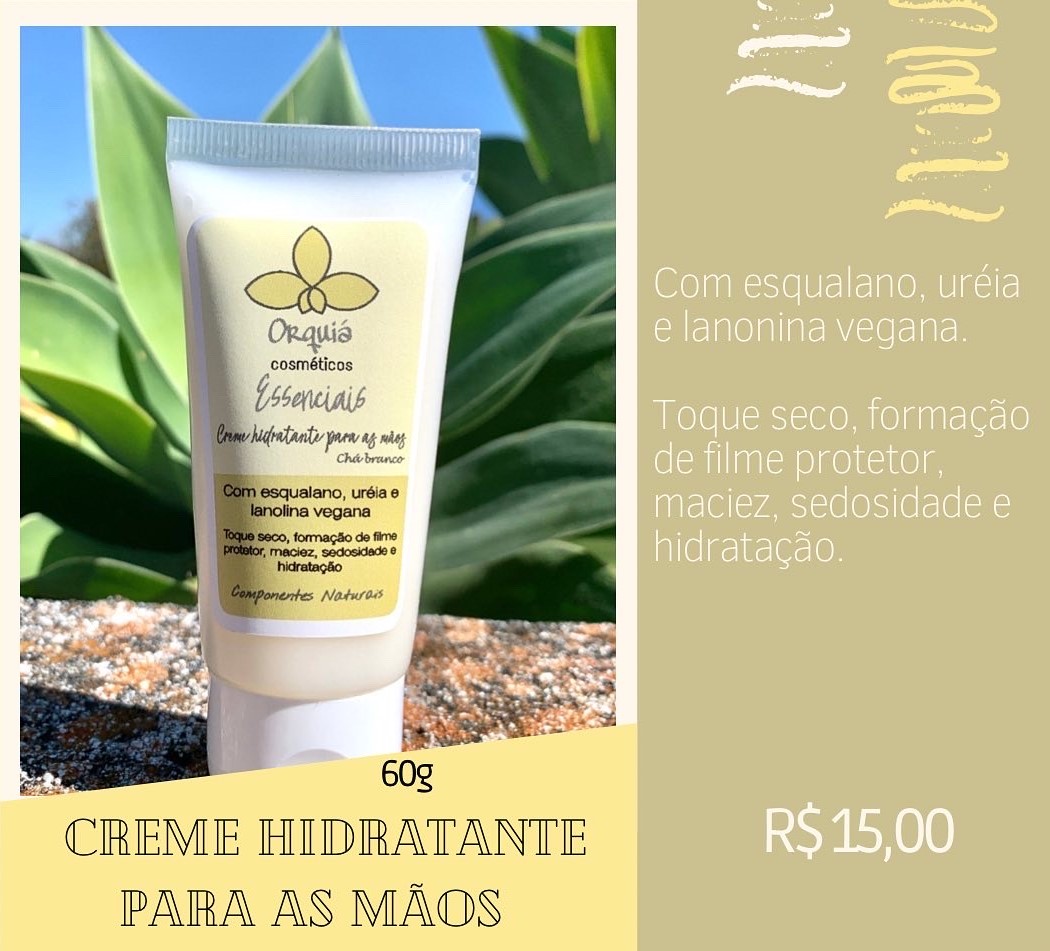 Orquiá
cosméticos
Essenciais
Creme hidratante para as mãos
Chá branco
Com esqualano, uréia e
lanolina vegana
Toque seco, formação de filme
protetor, maciez, sedosidade e
hidratação
Componentes Naturais
60g
CREME HIDRATANTE
PARA AS MÃOS
Com esqualano, uréia
e lanonina vegana.
Toque seco, formação
de filme protetor,
maciez, sedosidade e
hidratação.
R$ 15,00